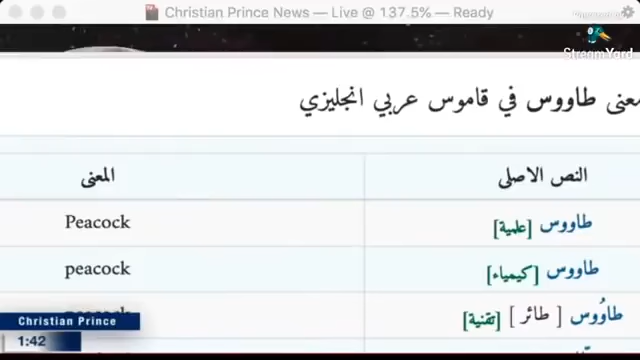 Christian Prince News — Live @ 137.5% — Ready
StreamYard
معنى طاووس في قاموس عربي انجليزي
النص الاصلى المعنى
طاووس [علمية] Peacock
طاووس [كيمياء] peacock
طاوُوس [ طائر ] [تقنية]
Christian Prince
1:42